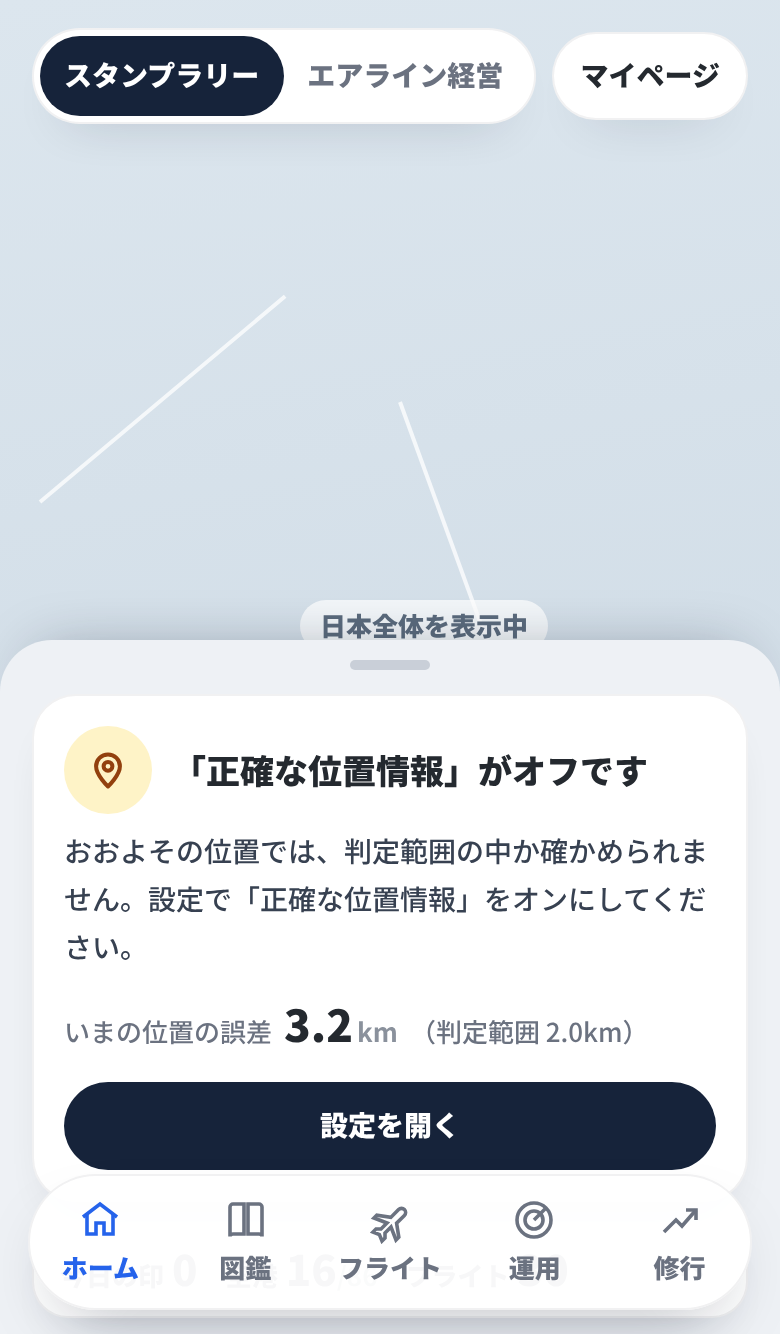 スタンプラリー エアライン経営 マイページ
日本全体を表示中
「正確な位置情報」がオフです
おおよその位置では、判定範囲の中か確かめられま
せん。設定で「正確な位置情報」をオンにしてくだ
さい。
いまの位置の誤差 3.2 km （判定範囲 2.0km）
設定を開く
ホーム 図鑑 フライト 運用 修行